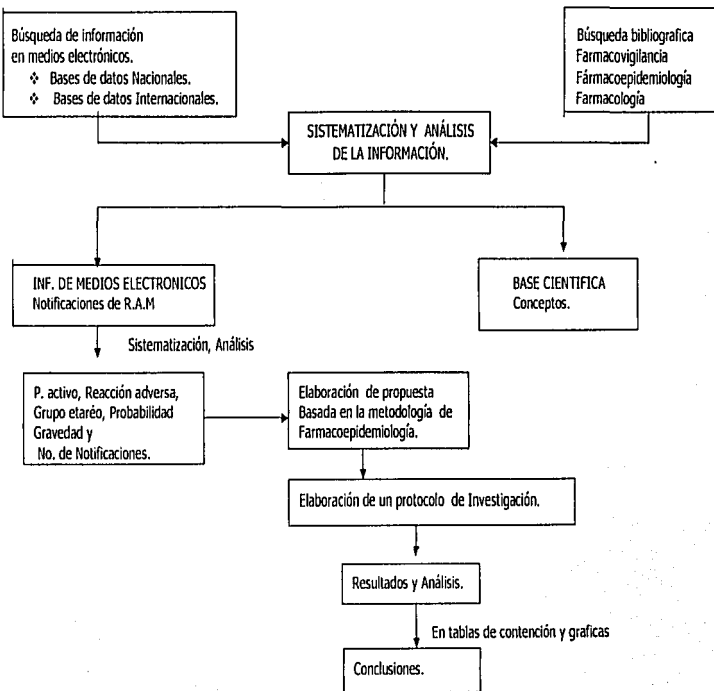 Búsqueda de información
en medios electrónicos.
❖ Bases de datos Nacionales.
❖ Bases de datos Internacionales.
Búsqueda bibliografica
Farmacovigilancia
Fármacoepidemiología
Farmacología
SISTEMATIZACIÓN Y ANÁLISIS
DE LA INFORMACIÓN.
INF. DE MEDIOS ELECTRONICOS
Notificaciones de R.A.M
BASE CIENTIFICA
Conceptos.
Sistematización, Análisis
P. activo, Reacción adversa,
Grupo etaréo, Probabilidad
Gravedad y
No. de Notificaciones.
Elaboración de propuesta
Basada en la metodología de
Farmacoepidemiología.
Elaboración de un protocolo de Investigación.
Resultados y Análisis.
En tablas de contención y graficas
Conclusiones.